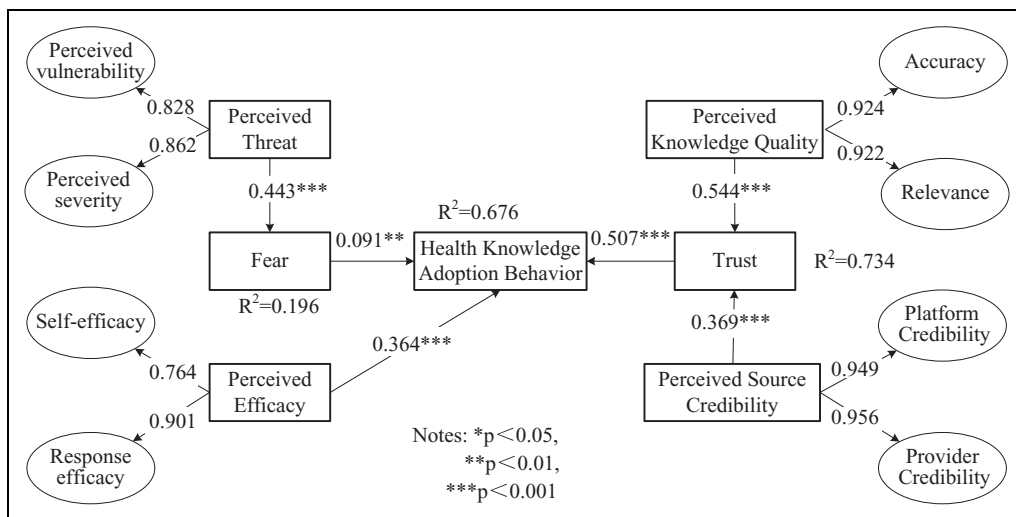 Perceived
vulnerability
0.828
0.862
Perceived
severity
Perceived
Threat
0.443***
Fear
R²=0.196
0.091**
R²=0.676
Health Knowledge
Adoption Behavior
0.507***
Perceived
Knowledge Quality
0.924
0.922
Accuracy
Relevance
0.544***
Trust
R²=0.734
0.369***
Self-efficacy
0.764
0.901
Response
efficacy
Perceived
Efficacy
0.364***
Perceived Source
Credibility
0.949
0.956
Platform
Credibility
Provider
Credibility
Notes: *p<0.05,
**p<0.01,
***p<0.001